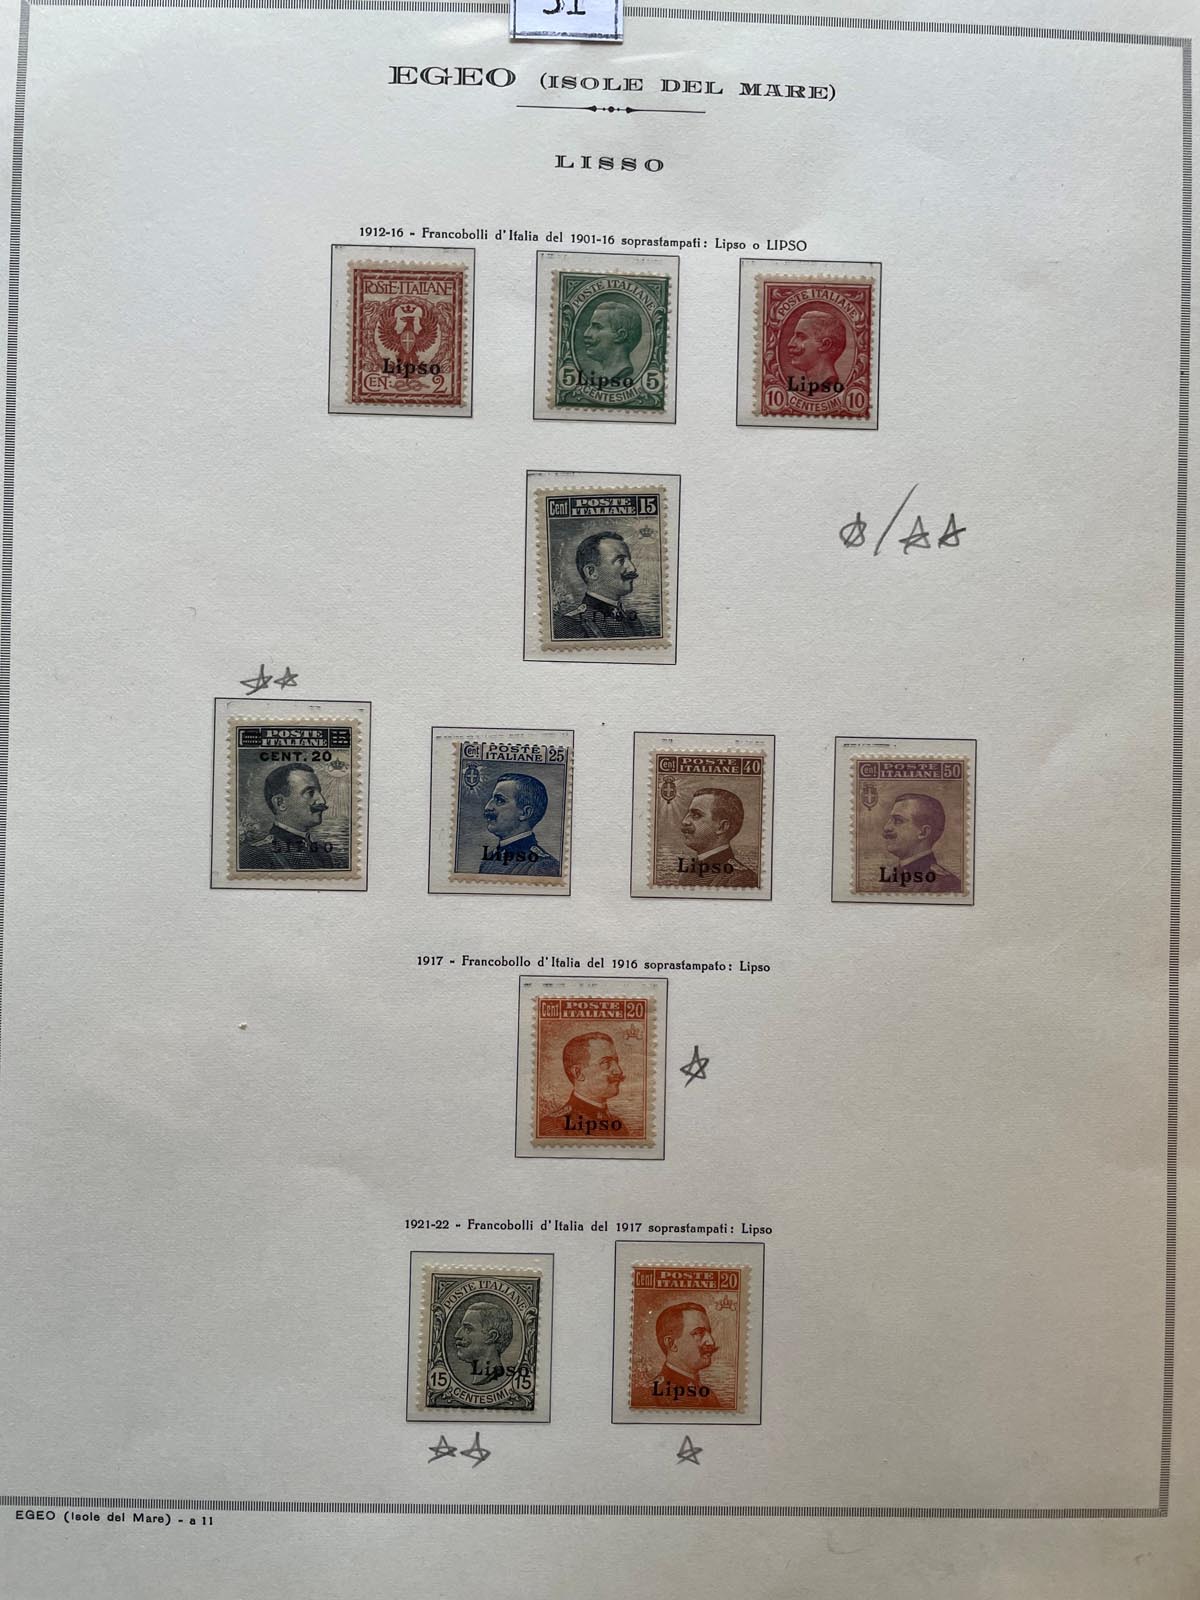 31
EGEO (ISOLE DEL MARE)
LISSO
1912-16 - Francobolli d'Italia del 1901-16 soprastampati: Lipso o LIPSO
POSTE·ITALIANE
Lipso
CEN: 2
POSTE ITALIANE
5 Lipso 5
CENTESIMI
POSTE ITALIANE
Lipso
10 CENTESIMI 10
Cent POSTE ITALIANE 15
POSTE ITALIANE
CENT. 20
LIPSO
Cent POSTE ITALIANE 25
Lipso
Cent POSTE ITALIANE 40
Lipso
Cent POSTE ITALIANE 50
Lipso
1917 - Francobollo d'Italia del 1916 soprastampato: Lipso
Cent POSTE ITALIANE 20
Lipso
1921-22 - Francobolli d'Italia del 1917 soprastampati: Lipso
POSTE ITALIANE
Lipso
15 CENTESIMI 15
Cent POSTE ITALIANE 20
Lipso
EGEO (Isole del Mare) - a 11